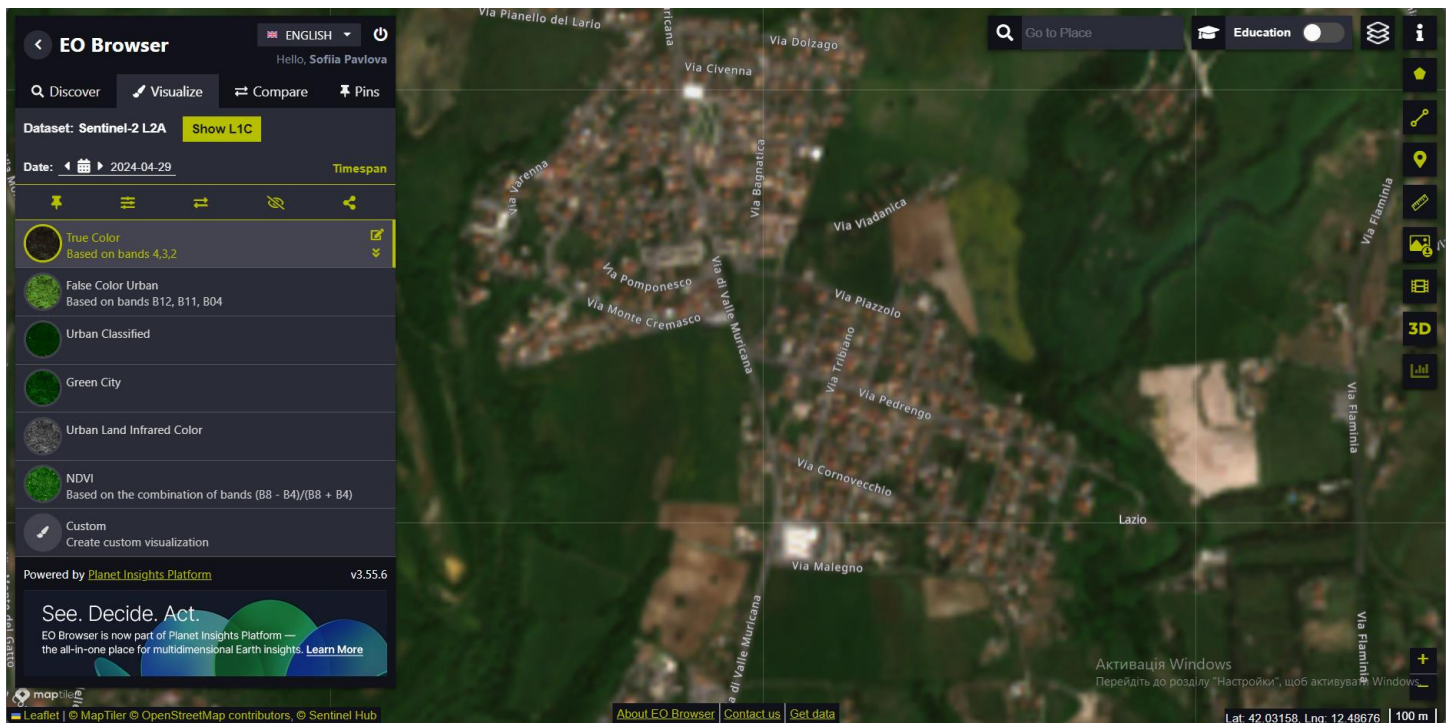 EO Browser
ENGLISH
Hello, Sofiia Pavlova
Discover
Visualize
Compare
Pins
Dataset: Sentinel-2 L2A
Show L1C
Date:
2024-04-29
Timespan
True Color
Based on bands 4,3,2
False Color Urban
Based on bands B12, B11, B04
Urban Classified
Green City
Urban Land Infrared Color
NDVI
Based on the combination of bands (B8 - B4)/(B8 + B4)
Custom
Create custom visualization
Powered by Planet Insights Platform
v3.55.6
See. Decide. Act.
EO Browser is now part of Planet Insights Platform —
the all-in-one place for multidimensional Earth insights. Learn More
maptiler
Leaflet | © MapTiler © OpenStreetMap contributors, © Sentinel Hub
Go to Place
Education
3D
Via Pianello del Lario
Via Dolzago
Via Civenna
Via Varenna
Via Bagnatica
Via Viadanica
Via Flaminia
Via Pomponesco
Via Monte Cremasco
Via di Valle Muricana
Via Piazzolo
Via Tribiano
Via Pedrengo
Via Flaminia
Via Cornovecchio
Lazio
Via Malegno
Via Flaminia
Активація Windows
Перейдіть до розділу "Настройки", щоб активувати Windows.
About EO Browser
Contact us
Get data
Lat: 42.03158, Lng: 12.48676
100 m